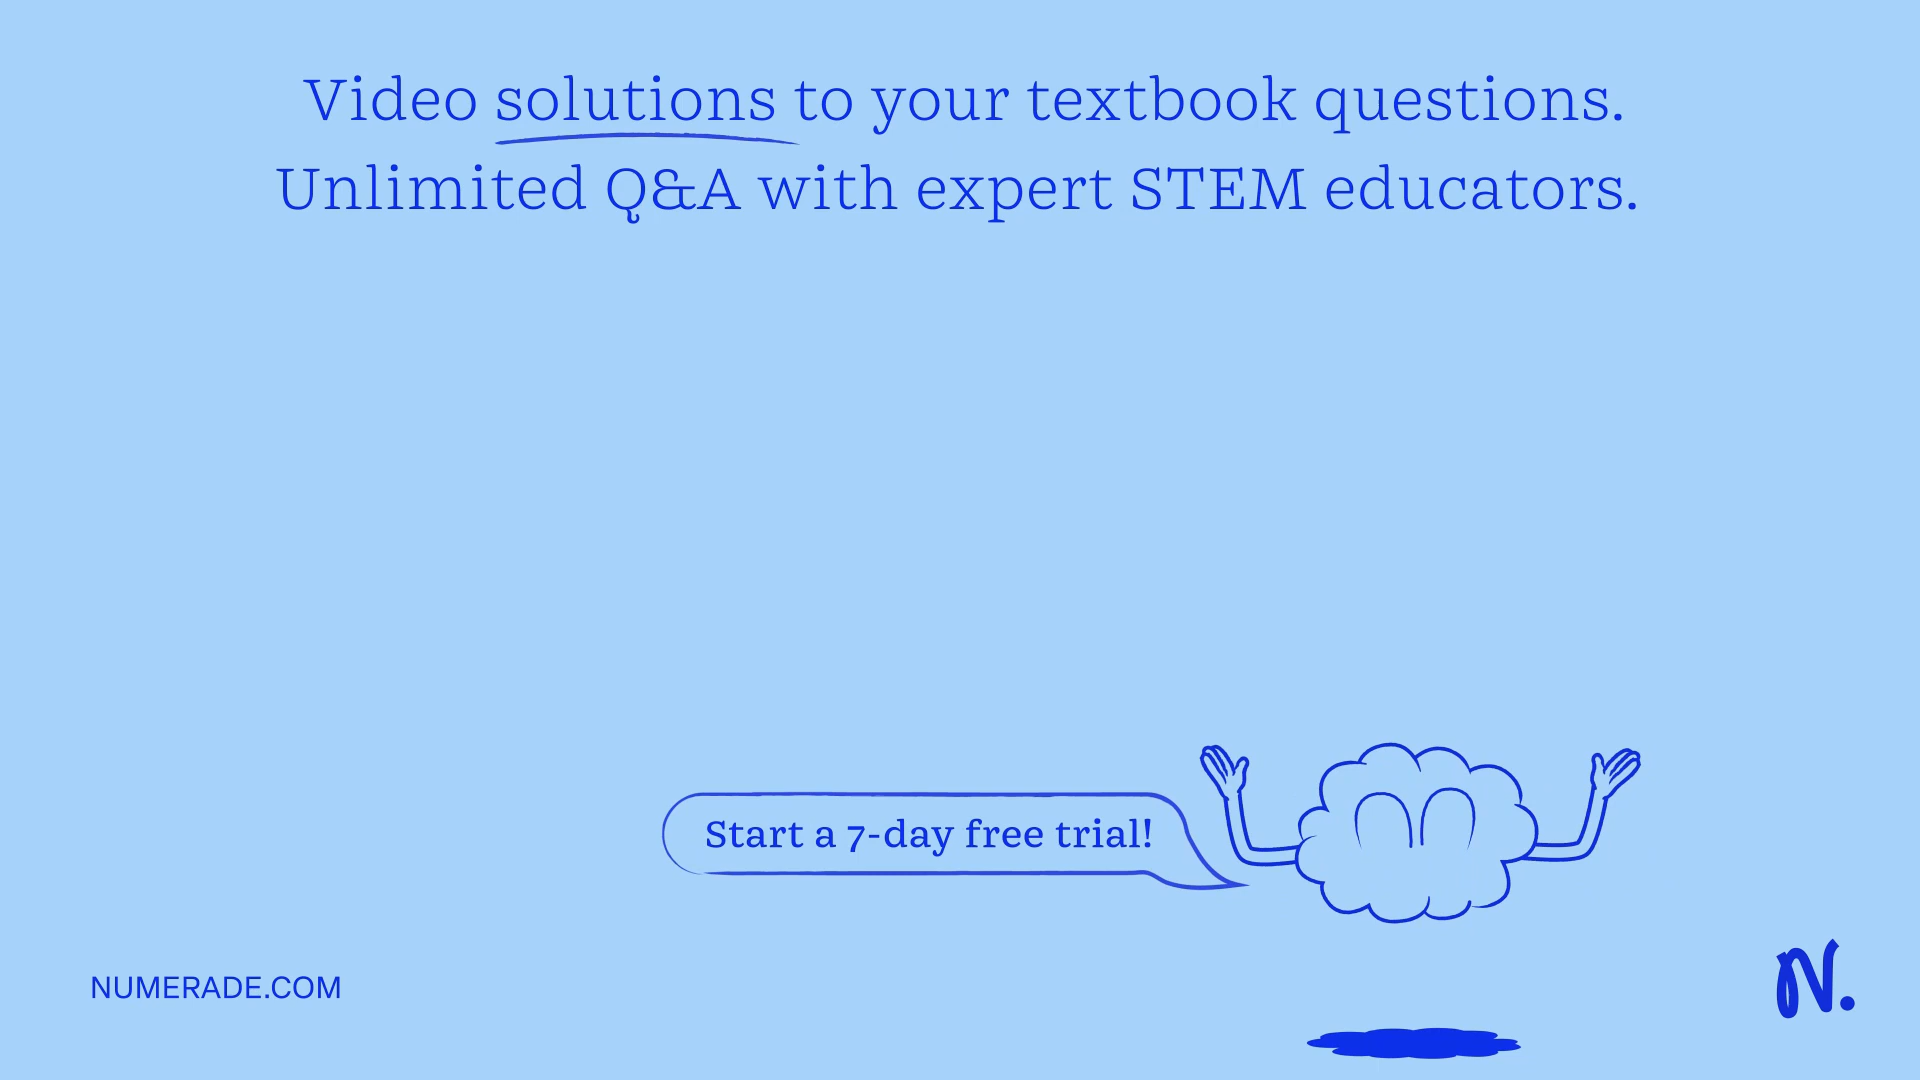 Video solutions to your textbook questions.
Unlimited Q&A with expert STEM educators.
Start a 7-day free trial!
NUMERADE.COM
N.